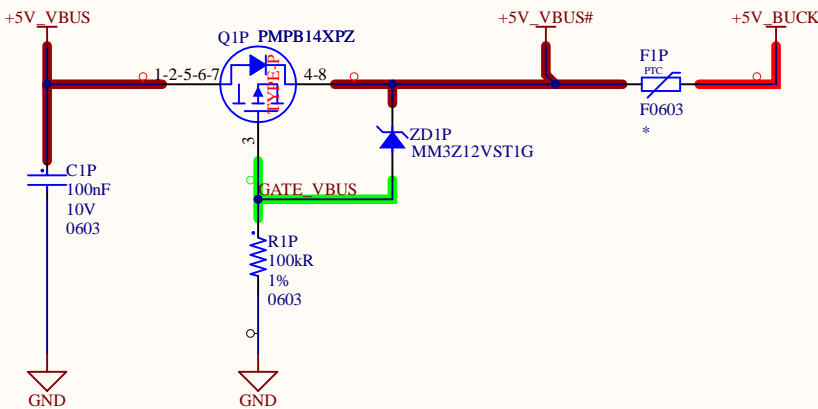 +5V_VBUS
+5V_VBUS#
+5V_BUCK
Q1P PMPB14XPZ
F1P
1-2-5-6-7
4-8
PTC
TYPE-P
F0603
*
3
ZD1P
MM3Z12VST1G
C1P
100nF
10V
0603
GATE_VBUS
R1P
100kR
1%
0603
GND
GND